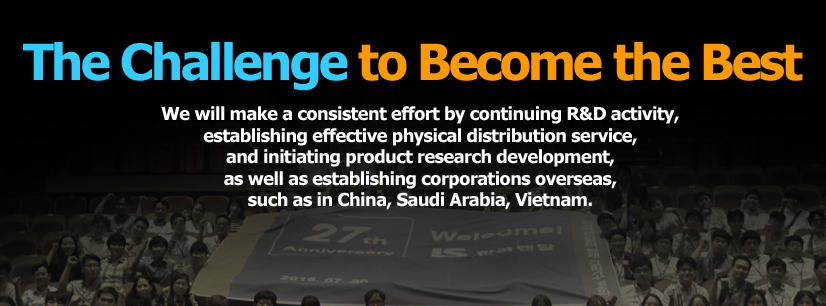 The Challenge to Become the Best
We will make a consistent effort by continuing R&D activity,
establishing effective physical distribution service,
and initiating product research development,
as well as establishing corporations overseas,
such as in China, Saudi Arabia, Vietnam.
27th
Anniversary
Welcome!